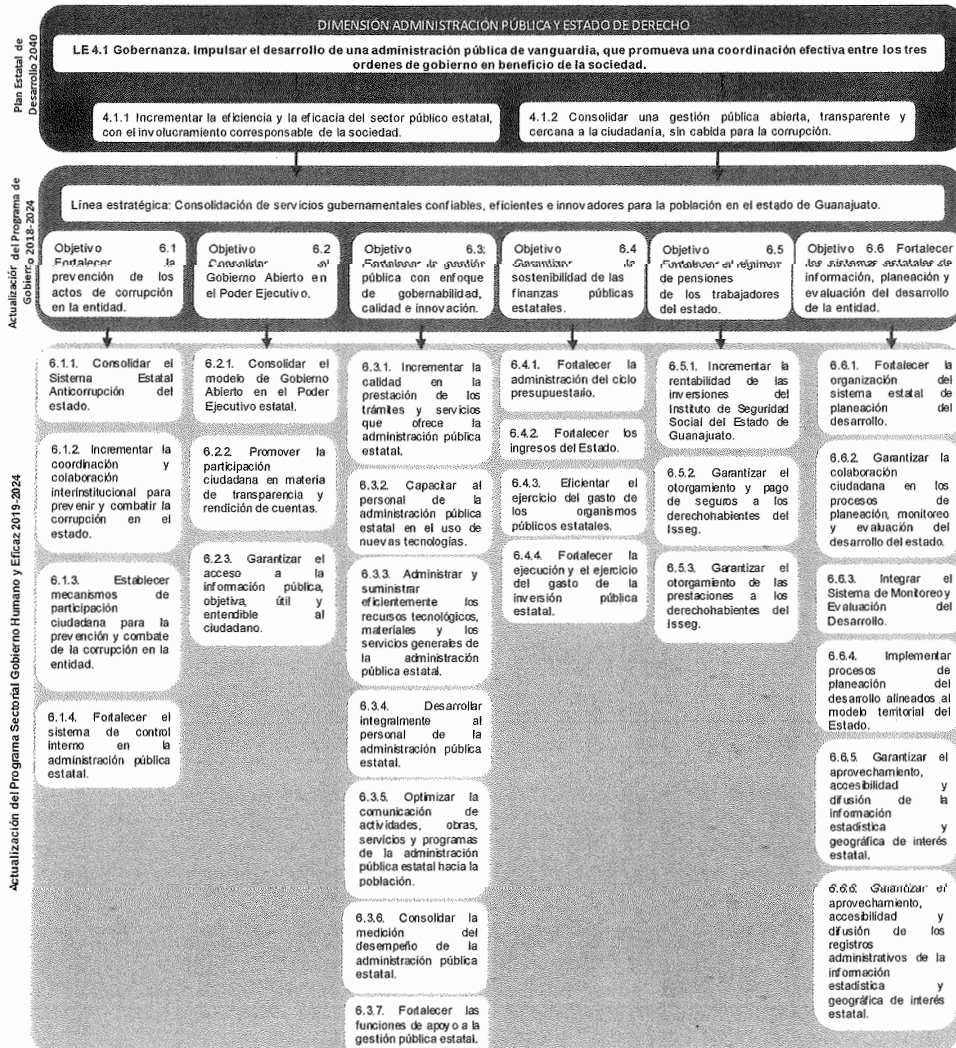 DIMENSIÓN ADMINISTRACIÓN PÚBLICA Y ESTADO DE DERECHO
Plan Estatal de
Desarrollo 2040
LE 4.1 Gobernanza. Impulsar el desarrollo de una administración pública de vanguardia, que promueva una coordinación efectiva entre los tres
ordenes de gobierno en beneficio de la sociedad.
4.1.1 Incrementar la eficiencia y la eficacia del sector público estatal,
con el involucramiento corresponsable de la sociedad.
4.1.2 Consolidar una gestión pública abierta, transparente y
cercana a la ciudadanía, sin cabida para la corrupción.
Actualización del Programa de
Gobierno 2018-2024
Línea estratégica: Consolidación de servicios gubernamentales confiables, eficientes e innovadores para la población en el estado de Guanajuato.
Objetivo 6.1
Fortalecer la
prevención de los
actos de corrupción
en la entidad.
Objetivo 6.2
Consolidar el
Gobierno Abierto en
el Poder Ejecutivo.
Objetivo 6.3:
Fortalecer la gestión
pública con enfoque
de gobernabilidad,
calidad e innovación.
Objetivo 6.4
Garantizar la
sostenibilidad de las
finanzas públicas
estatales.
Objetivo 6.5
Fortalecer el régimen
de pensiones
de los trabajadores
del estado.
Objetivo 6.6 Fortalecer
los sistemas estatales de
información, planeación y
evaluación del desarrollo
de la entidad.
Actualización del Programa Sectorial Gobierno Humano y Eficaz 2019-2024
6.1.1. Consolidar el
Sistema Estatal
Anticorrupción del
estado.
6.1.2. Incrementar la
coordinación y
colaboración
interinstitucional para
prevenir y combatir la
corrupción en el
estado.
6.1.3. Establecer
mecanismos de
participación
ciudadana para la
prevención y combate
de la corrupción en la
entidad.
6.1.4. Fortalecer el
sistema de control
interno en la
administración pública
estatal.
6.2.1. Consolidar el
modelo de Gobierno
Abierto en el Poder
Ejecutivo estatal.
6.2.2. Promover la
participación
ciudadana en materia
de transparencia y
rendición de cuentas.
6.2.3. Garantizar el
acceso a la
información pública,
objetiva, útil y
entendible al
ciudadano.
6.3.1. Incrementar la
calidad en la
prestación de los
trámites y servicios
que ofrece la
administración pública
estatal.
6.3.2. Capacitar al
personal de la
administración pública
estatal en el uso de
nuevas tecnologías.
6.3.3. Administrar y
suministrar
eficientemente los
recursos tecnológicos,
materiales y los
servicios generales de
la administración
pública estatal.
6.3.4. Desarrollar
integralmente al
personal de la
administración pública
estatal.
6.3.5. Optimizar la
comunicación de
actividades, obras,
servicios y programas
de la administración
pública estatal hacia la
población.
6.3.6. Consolidar la
medición del
desempeño de la
administración pública
estatal.
6.3.7. Fortalecer las
funciones de apoyo a la
gestión pública estatal.
6.4.1. Fortalecer la
administración del ciclo
presupuestario.
6.4.2. Fortalecer los
ingresos del Estado.
6.4.3. Eficientar el
ejercicio del gasto de
los organismos
públicos estatales.
6.4.4. Fortalecer la
ejecución y el ejercicio
del gasto de la
inversión pública
estatal.
6.5.1. Incrementar la
rentabilidad de las
inversiones del
Instituto de Seguridad
Social del Estado de
Guanajuato.
6.5.2. Garantizar el
otorgamiento y pago
de seguros a los
derechohabientes del
Isseg.
6.5.3. Garantizar el
otorgamiento de las
prestaciones a los
derechohabientes del
Isseg.
6.6.1. Fortalecer la
organización del
sistema estatal de
planeación del
desarrollo.
6.6.2. Garantizar la
colaboración
ciudadana en los
procesos de
planeación, monitoreo
y evaluación del
desarrollo del estado.
6.6.3. Integrar el
Sistema de Monitoreo y
Evaluación del
Desarrollo.
6.6.4. Implementar
procesos de
planeación del
desarrollo alineados al
modelo territorial del
Estado.
6.6.5. Garantizar el
aprovechamiento,
accesibilidad y
difusión de la
información
estadística y
geográfica de interés
estatal.
6.6.6. Garantizar el
aprovechamiento,
accesibilidad y
difusión de los
registros
administrativos de la
información
estadística y
geográfica de interés
estatal.